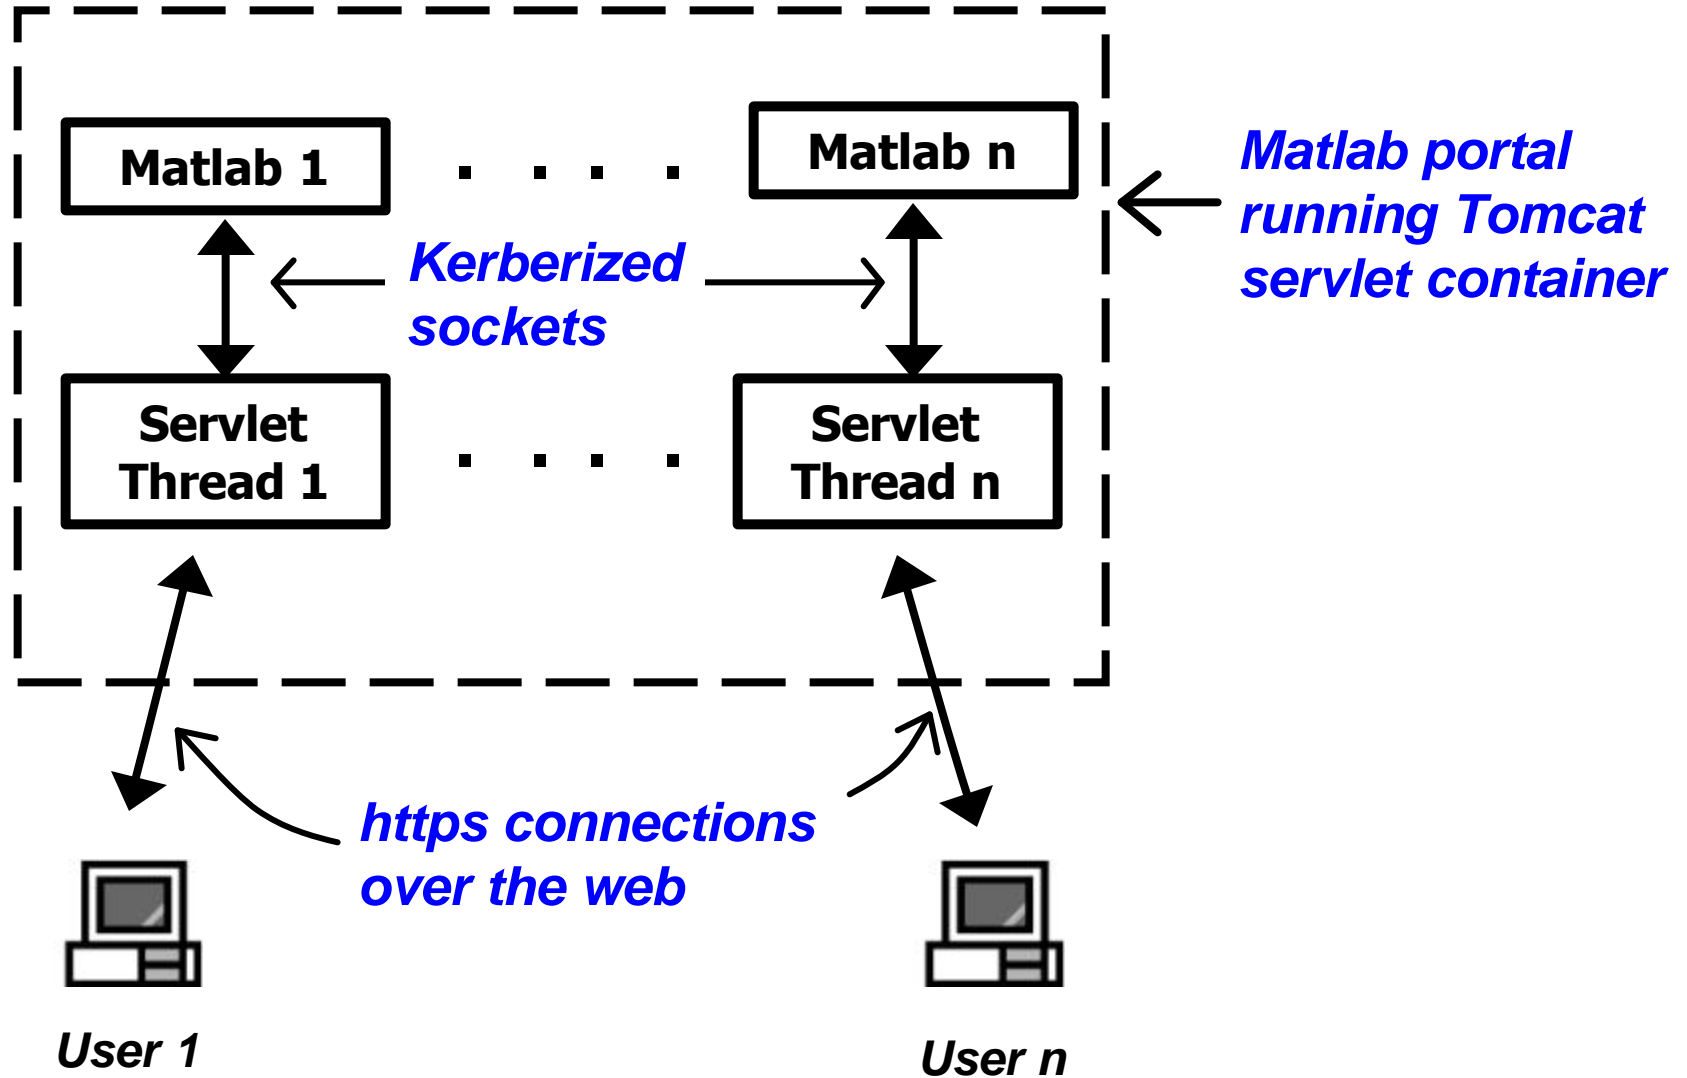 Matlab 1
Matlab n
Matlab portal
running Tomcat
servlet container
Kerberized
sockets
Servlet
Thread 1
Servlet
Thread n
https connections
over the web
User 1
User n